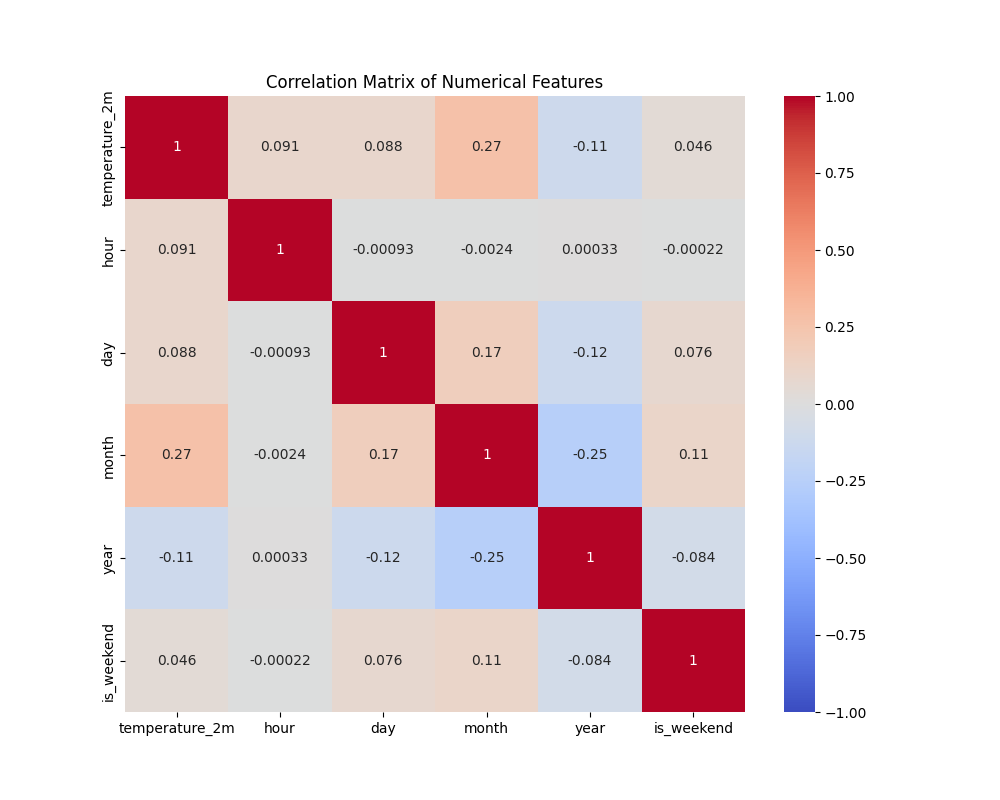 Correlation Matrix of Numerical Features
temperature_2m 1 0.091 0.088 0.27 -0.11 0.046
hour 0.091 1 -0.00093 -0.0024 0.00033 -0.00022
day 0.088 -0.00093 1 0.17 -0.12 0.076
month 0.27 -0.0024 0.17 1 -0.25 0.11
year -0.11 0.00033 -0.12 -0.25 1 -0.084
is_weekend 0.046 -0.00022 0.076 0.11 -0.084 1
temperature_2m hour day month year is_weekend
1.00
0.75
0.50
0.25
0.00
−0.25
−0.50
−0.75
−1.00